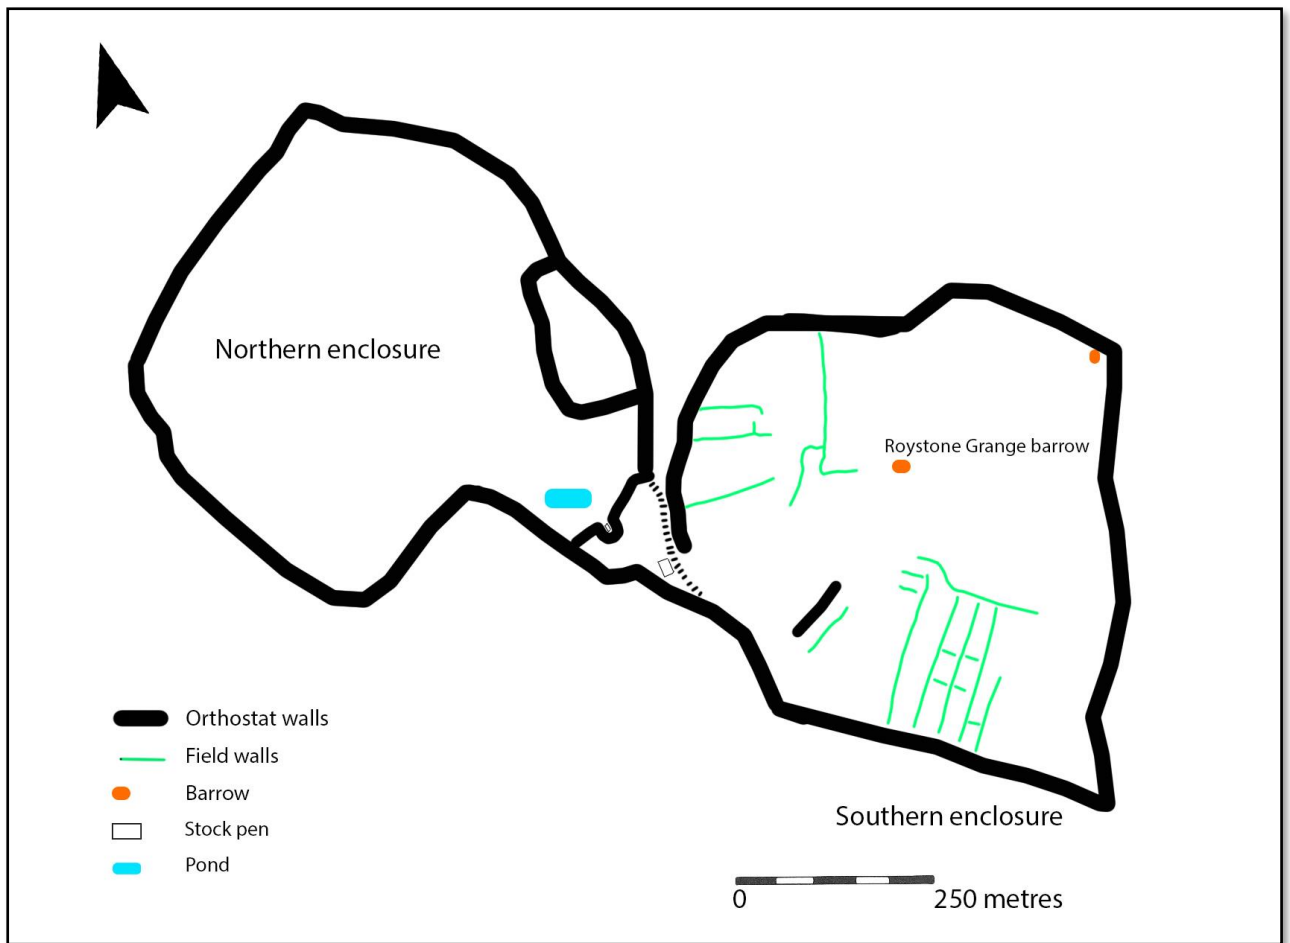 Northern enclosure
Roystone Grange barrow
Orthostat walls
Field walls
Barrow
Stock pen
Pond
Southern enclosure
0 250 metres